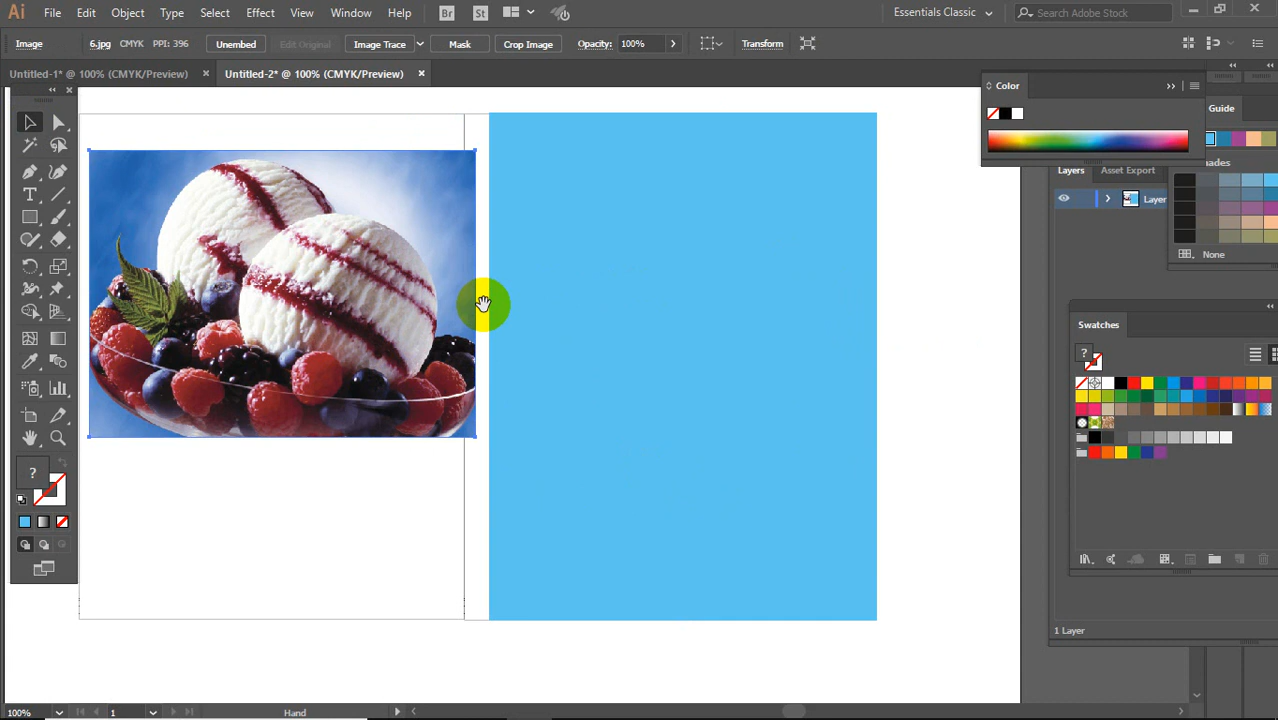 Ai File Edit Object Type Select Effect View Window Help Br St Essentials Classic Search Adobe Stock
Image 6.jpg CMYK PPI: 396 Unembed Edit Original Image Trace Mask Crop Image Opacity: 100% Transform
Untitled-1* @ 100% (CMYK/Preview) × Untitled-2* @ 100% (CMYK/Preview) ×
Color
Guide
Layers Asset Export
hades
Layer
None
Swatches
?
?
1 Layer
100% 1 Hand